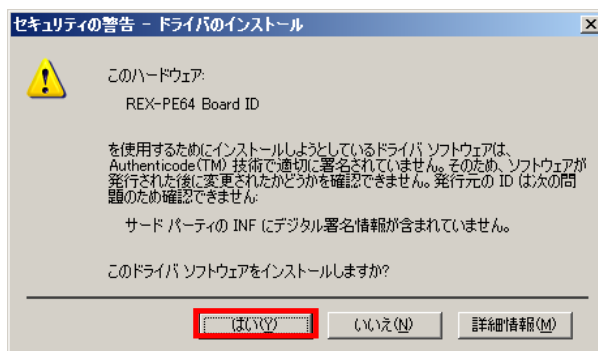 セキュリティの警告 - ドライバのインストール
このハードウェア:
REX-PE64 Board ID
を使用するためにインストールしようとしているドライバ ソフトウェアは、
Authenticode(TM) 技術で適切に署名されていません。そのため、ソフトウェアが
発行された後に変更されたかどうかを確認できません。発行元の ID は次の問
題のため確認できません:
サード パーティの INF にデジタル署名情報が含まれていません。
このドライバ ソフトウェアをインストールしますか?
はい(Y)
いいえ(N)
詳細情報(M)